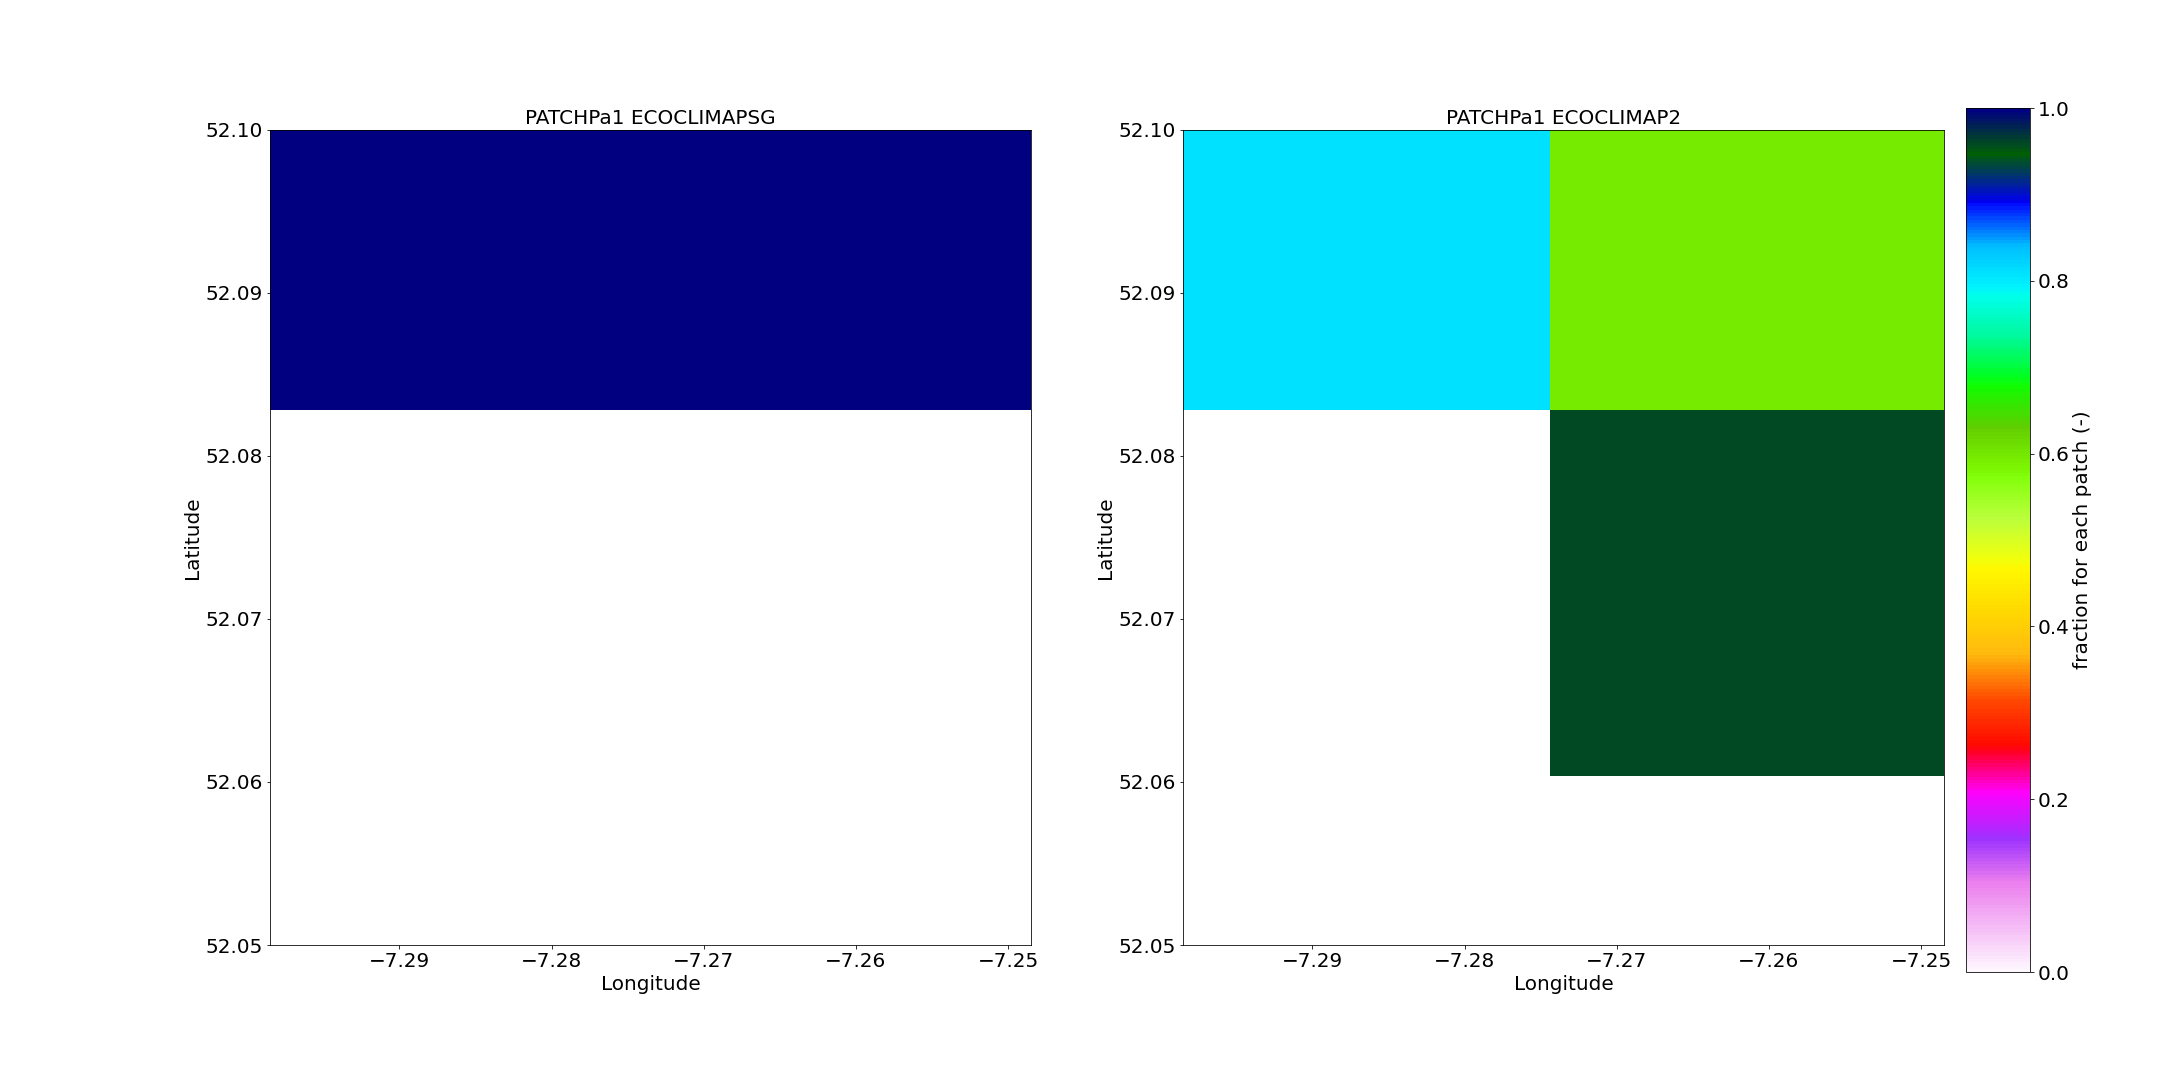 PATCHPa1 ECOCLIMAPSG
52.10
52.09
52.08
52.07
52.06
52.05
Latitude
−7.29 −7.28 −7.27 −7.26 −7.25
Longitude
PATCHPa1 ECOCLIMAP2
52.10
52.09
52.08
52.07
52.06
52.05
Latitude
−7.29 −7.28 −7.27 −7.26 −7.25
Longitude
1.0
0.8
0.6
0.4
0.2
0.0
fraction for each patch (-)